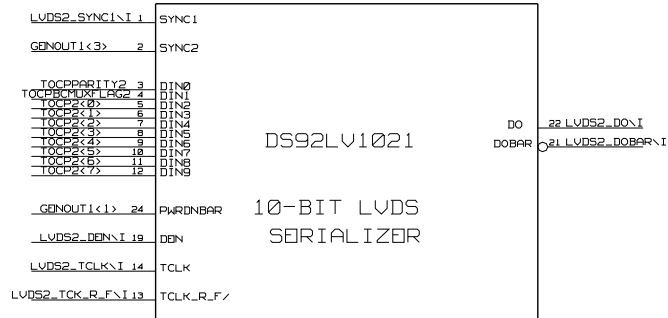 LVDS2_SYNC1\I 1 SYNC1
GENOUT1<3> 2 SYNC2
TOCPPARITY2 3 DIN0
TOCPBCMUXFLAG2 4 DIN1
TOCP2<0> 5 DIN2
TOCP2<1> 6 DIN3
TOCP2<2> 7 DIN4
TOCP2<3> 8 DIN5
TOCP2<4> 9 DIN6
TOCP2<5> 10 DIN7
TOCP2<6> 11 DIN8
TOCP2<7> 12 DIN9
DO 22 LVDS2_DO\I
DOBAR 21 LVDS2_DOBAR\I
DS92LV1021
GENOUT1<1> 24 PWRDNBAR
10-BIT LVDS
SERIALIZER
LVDS2_DEN\I 19 DEN
LVDS2_TCLK\I 14 TCLK
LVDS2_TCK_R_F\I 13 TCLK_R_F/